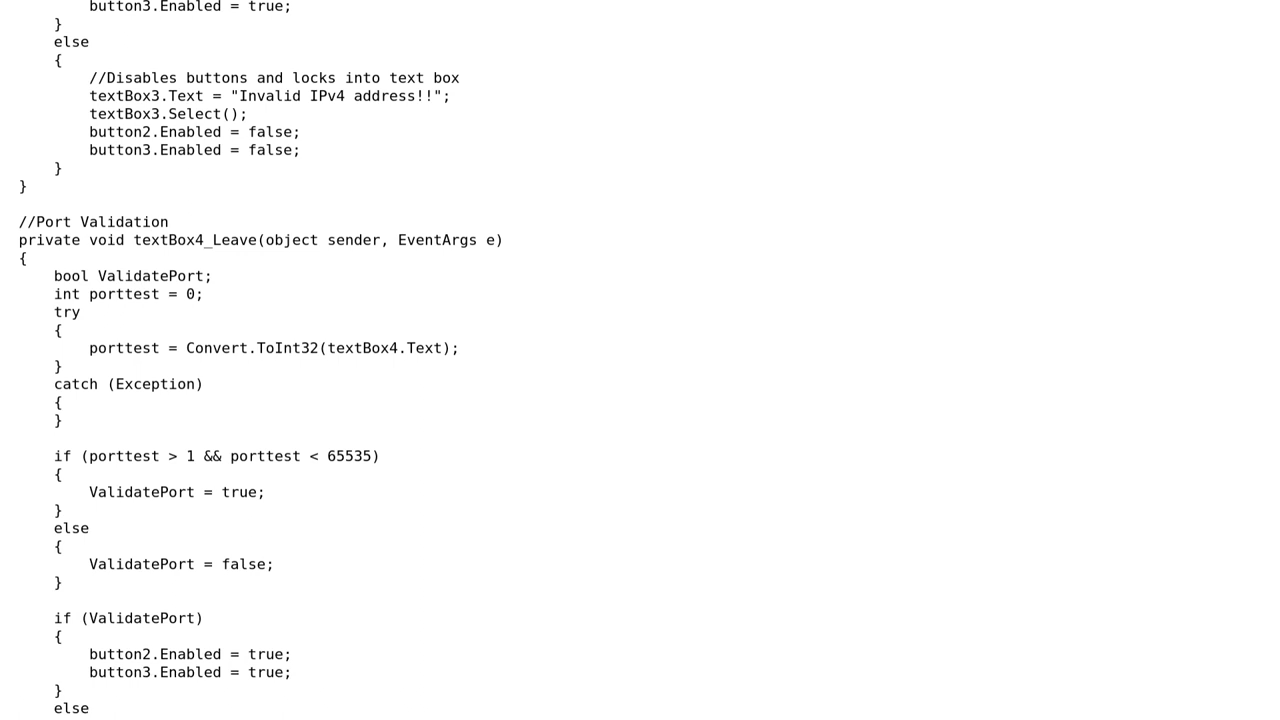 button3.Enabled = true;
    }
    else
    {
        //Disables buttons and locks into text box
        textBox3.Text = "Invalid IPv4 address!!";
        textBox3.Select();
        button2.Enabled = false;
        button3.Enabled = false;
    }
}

//Port Validation
private void textBox4_Leave(object sender, EventArgs e)
{
    bool ValidatePort;
    int porttest = 0;
    try
    {
        porttest = Convert.ToInt32(textBox4.Text);
    }
    catch (Exception)
    {
    }

    if (porttest > 1 && porttest < 65535)
    {
        ValidatePort = true;
    }
    else
    {
        ValidatePort = false;
    }

    if (ValidatePort)
    {
        button2.Enabled = true;
        button3.Enabled = true;
    }
    else